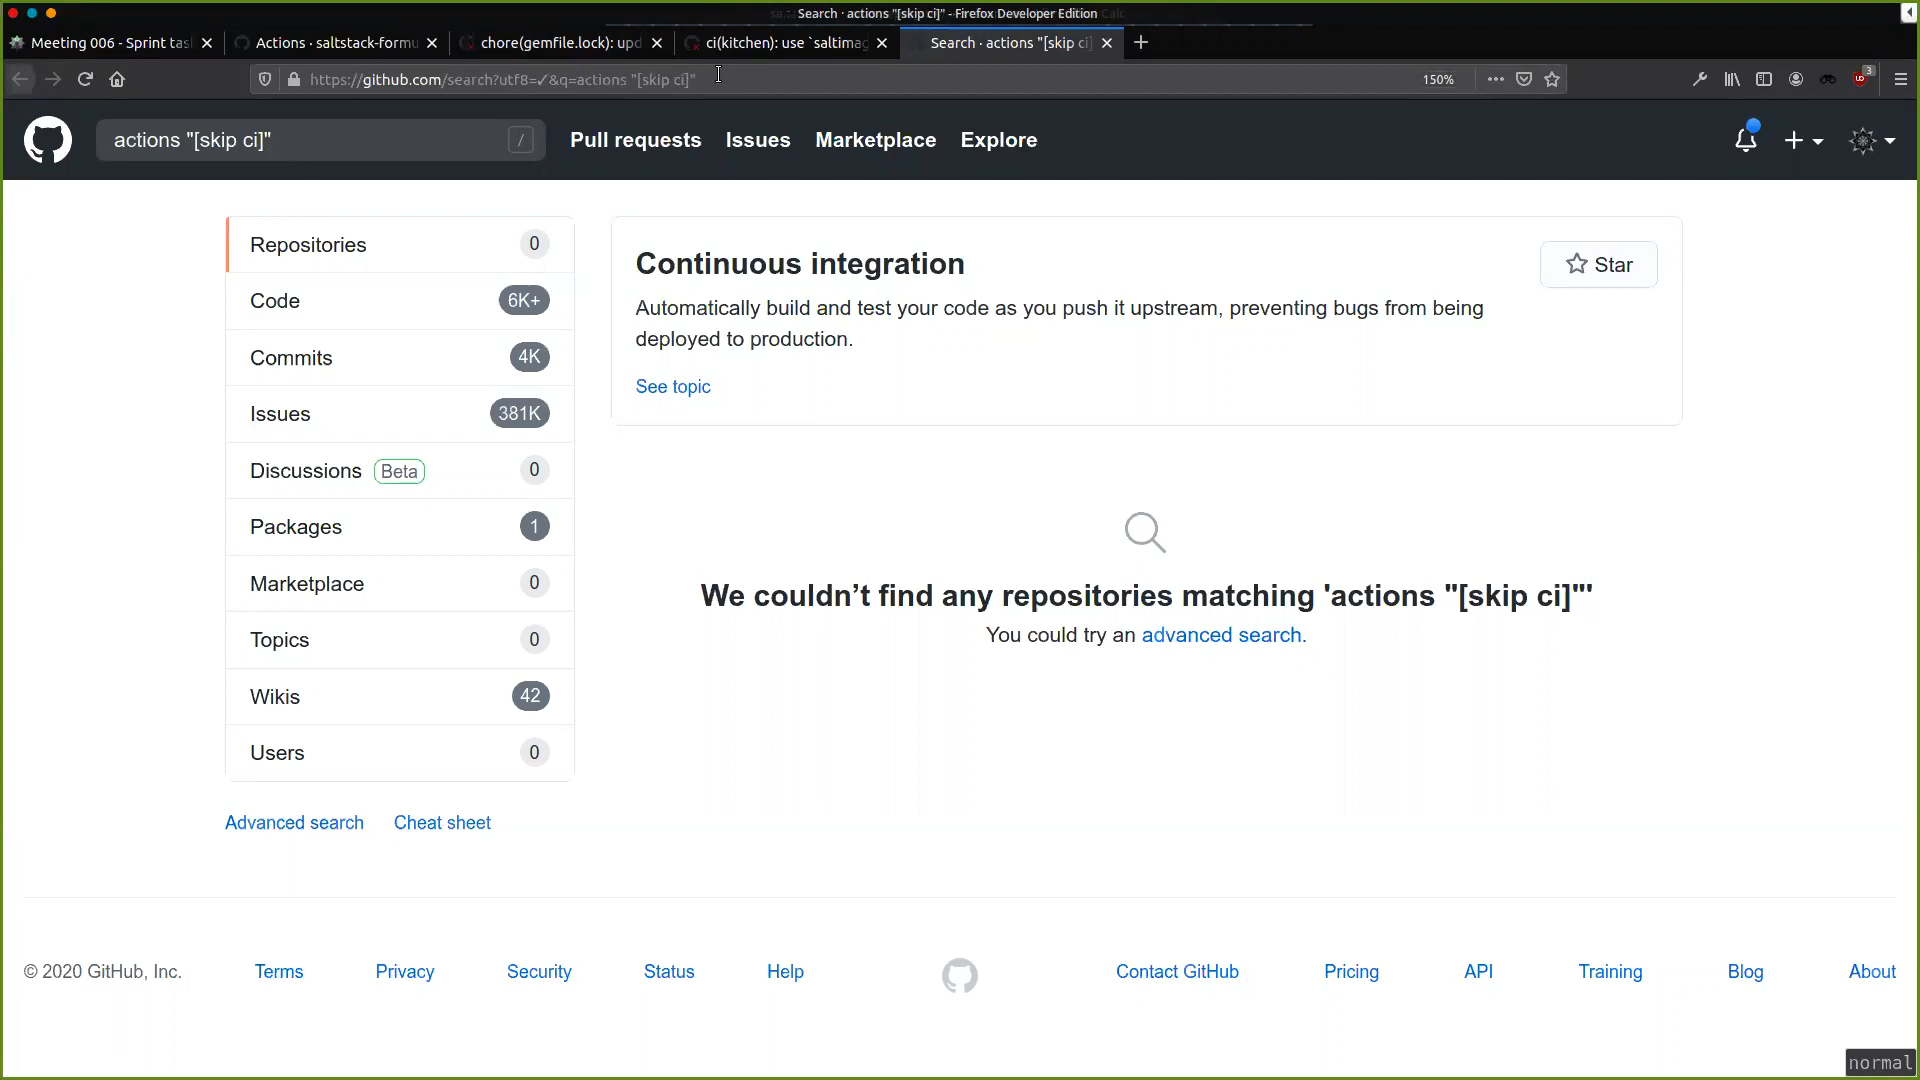 Search · actions "[skip ci]" - Firefox Developer Edition
Meeting 006 - Sprint tas
Actions · saltstack-formu
chore(gemfile.lock): upd
ci(kitchen): use `saltimag
Search · actions "[skip ci]
https://github.com/search?utf8=✓&q=actions "[skip ci]"
150%
3
actions "[skip ci]"
/
Pull requests
Issues
Marketplace
Explore
Repositories 0
Code 6K+
Commits 4K
Issues 381K
Discussions Beta 0
Packages 1
Marketplace 0
Topics 0
Wikis 42
Users 0
Advanced search
Cheat sheet
Continuous integration
Star
Automatically build and test your code as you push it upstream, preventing bugs from being
deployed to production.
See topic
We couldn’t find any repositories matching 'actions "[skip ci]"'
You could try an advanced search.
© 2020 GitHub, Inc.
Terms
Privacy
Security
Status
Help
Contact GitHub
Pricing
API
Training
Blog
About
normal